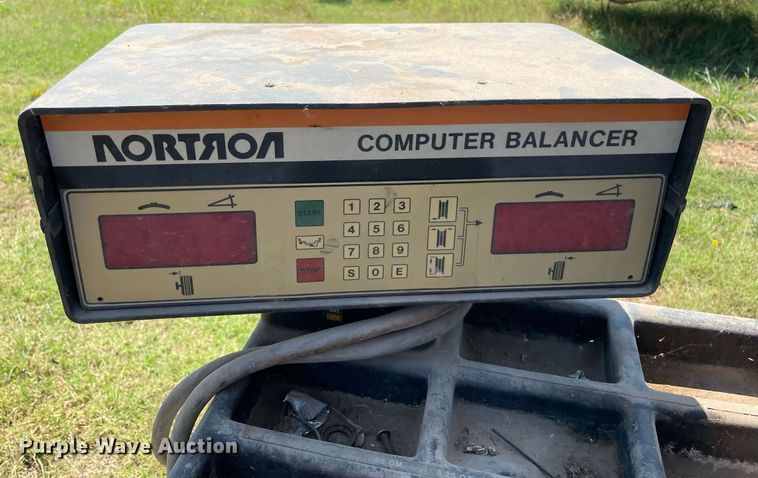 NORTRON COMPUTER BALANCER
START 1 2 3
4 5 6
7 8 9
STOP S 0 E
Purple Wave Auction